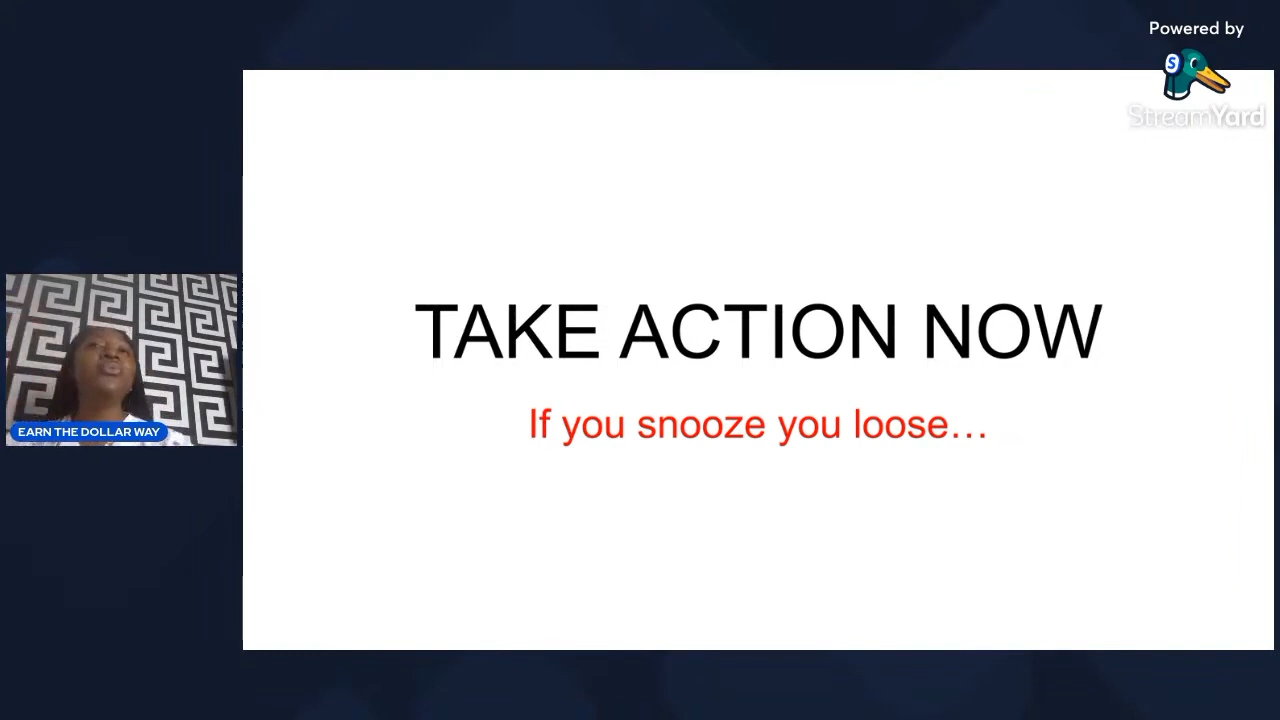 Powered by
S
StreamYard
TAKE ACTION NOW
If you snooze you loose…
EARN THE DOLLAR WAY